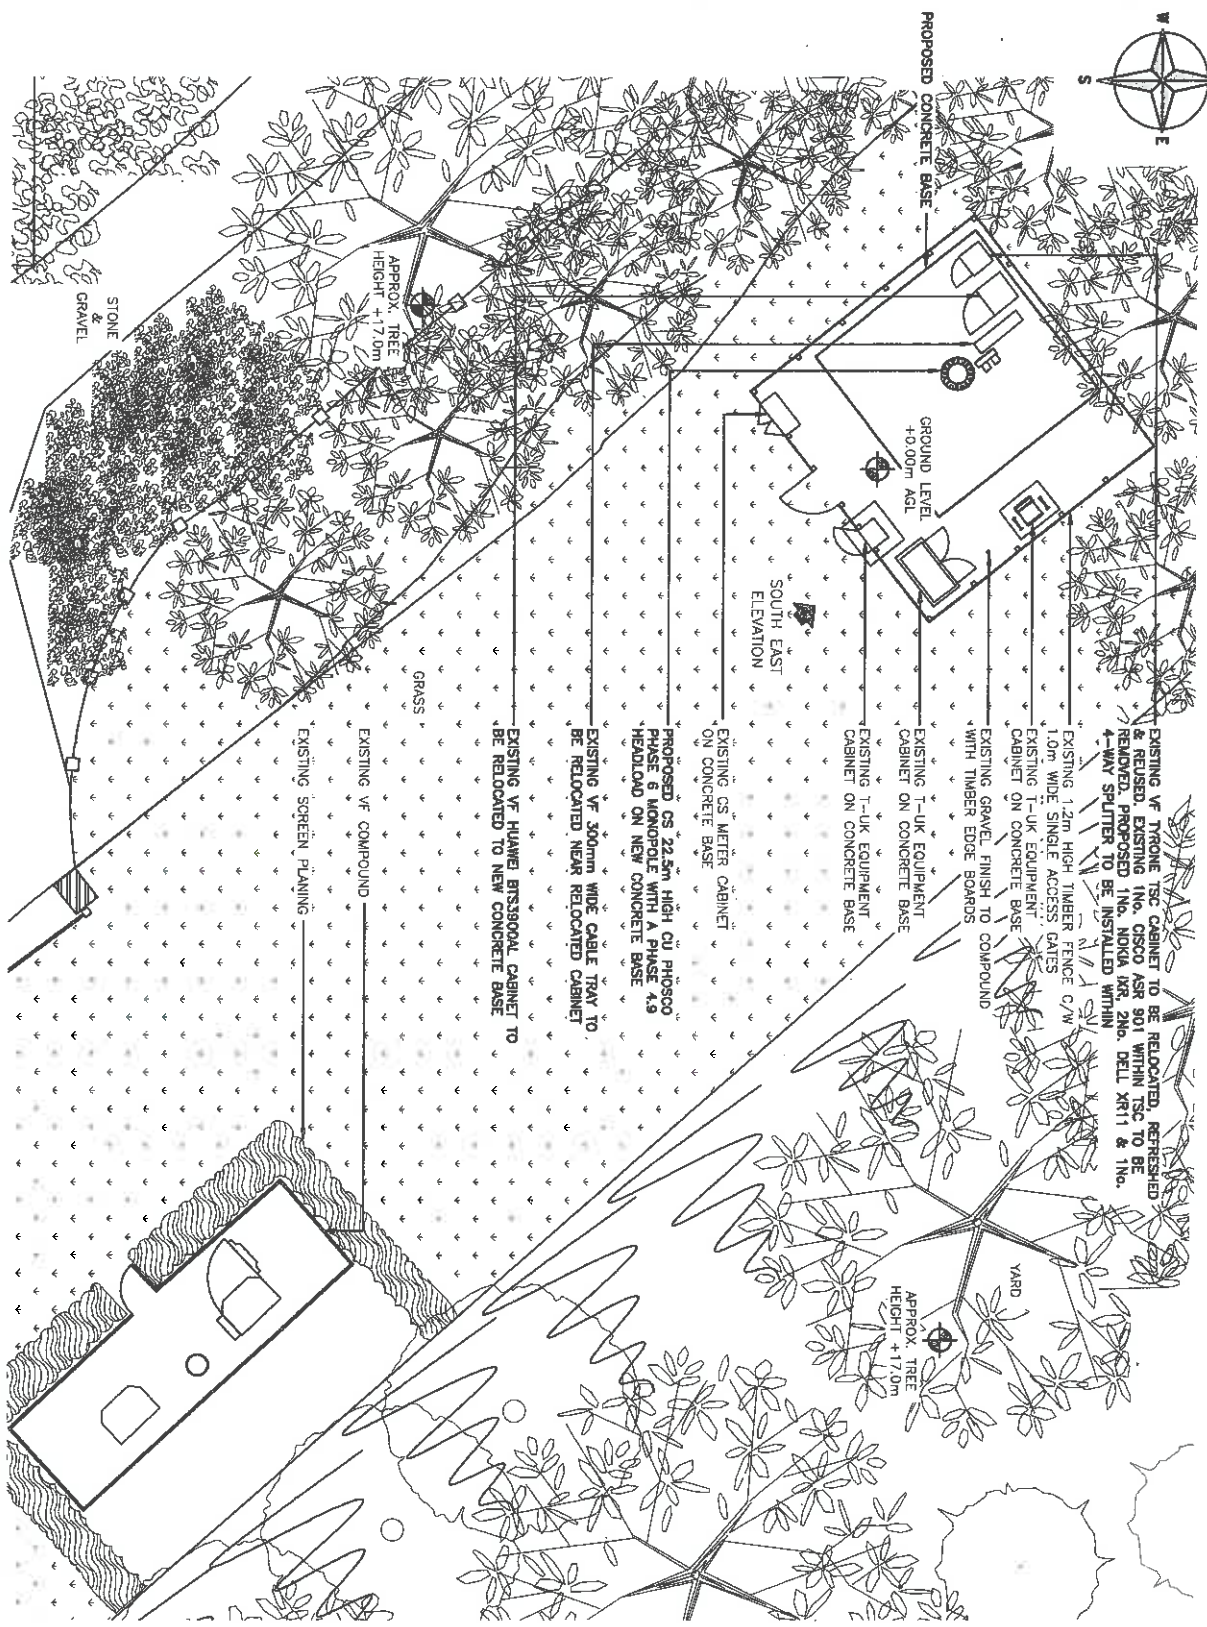 W
S
E
PROPOSED CONCRETE BASE
GROUND LEVEL
+0.00m AGL
APPROX. TREE
HEIGHT +17.0m
STONE
&
GRAVEL
SOUTH EAST
ELEVATION
GRASS
EXISTING VF TYRONE TSC CABINET TO BE RELOCATED, REFRESHED
& REUSED. EXISTING 1No. CISCO ASR 901 WITHIN TSC TO BE
REMOVED. PROPOSED 1No. NOKIA IXR, 2No. DELL XR11 & 1No.
4-WAY SPLITTER TO BE INSTALLED WITHIN
EXISTING 1.2m HIGH TIMBER FENCE C/W
1.0m WIDE SINGLE ACCESS GATES
EXISTING T-UK EQUIPMENT
CABINET ON CONCRETE BASE
EXISTING GRAVEL FINISH TO COMPOUND
WITH TIMBER EDGE BOARDS
EXISTING T-UK EQUIPMENT
CABINET ON CONCRETE BASE
EXISTING T-UK EQUIPMENT
CABINET ON CONCRETE BASE
EXISTING CS METER CABINET
ON CONCRETE BASE
PROPOSED CS 22.5m HIGH CU PHOSCO
PHASE 6 MONOPOLE WITH A PHASE 4.9
HEADLOAD ON NEW CONCRETE BASE
EXISTING VF 300mm WIDE CABLE TRAY TO
BE RELOCATED NEAR RELOCATED CABINET
EXISTING VF HUAWEI BTS3900AL CABINET TO
BE RELOCATED TO NEW CONCRETE BASE
EXISTING VF COMPOUND
EXISTING SCREEN PLANING
YARD
APPROX. TREE
HEIGHT +17.0m